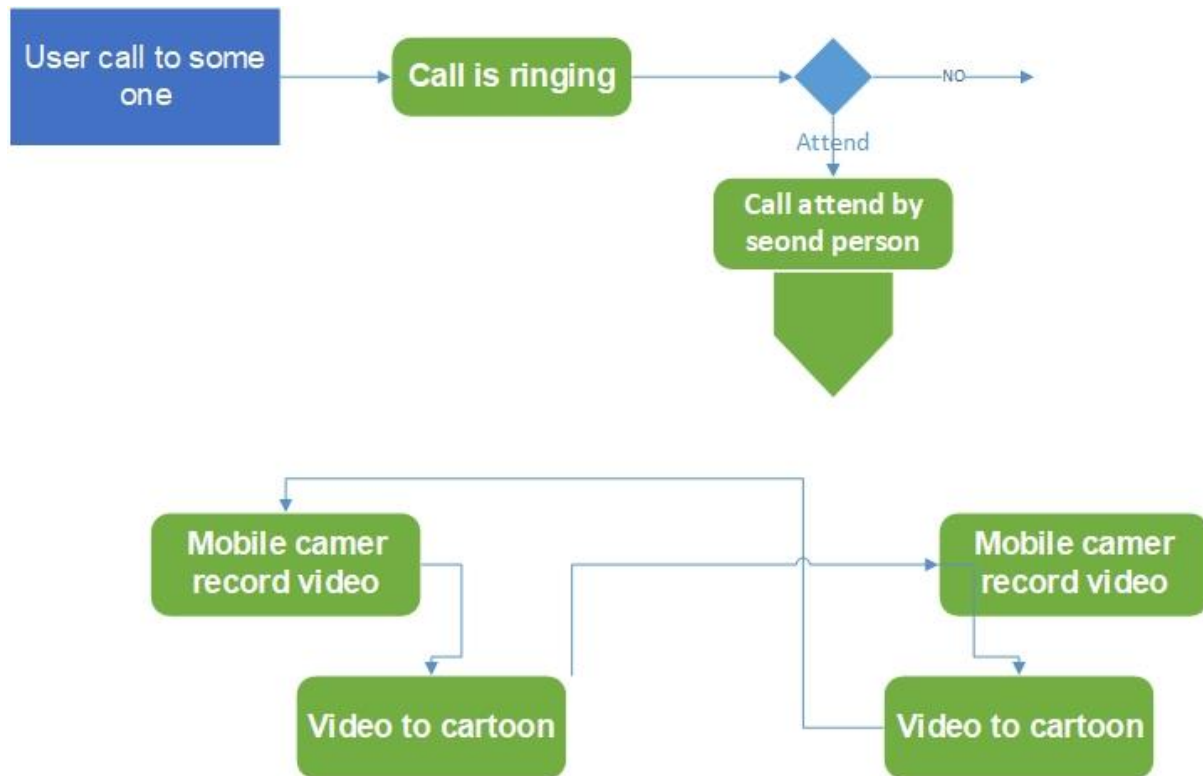 User call to some
one
Call is ringing
NO
Attend
Call attend by
seond person
Mobile camer
record video
Mobile camer
record video
Video to cartoon
Video to cartoon